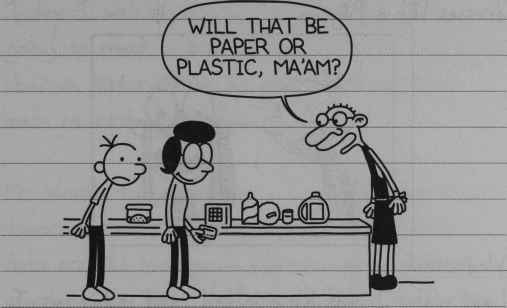 WILL THAT BE
PAPER OR
PLASTIC, MA'AM?